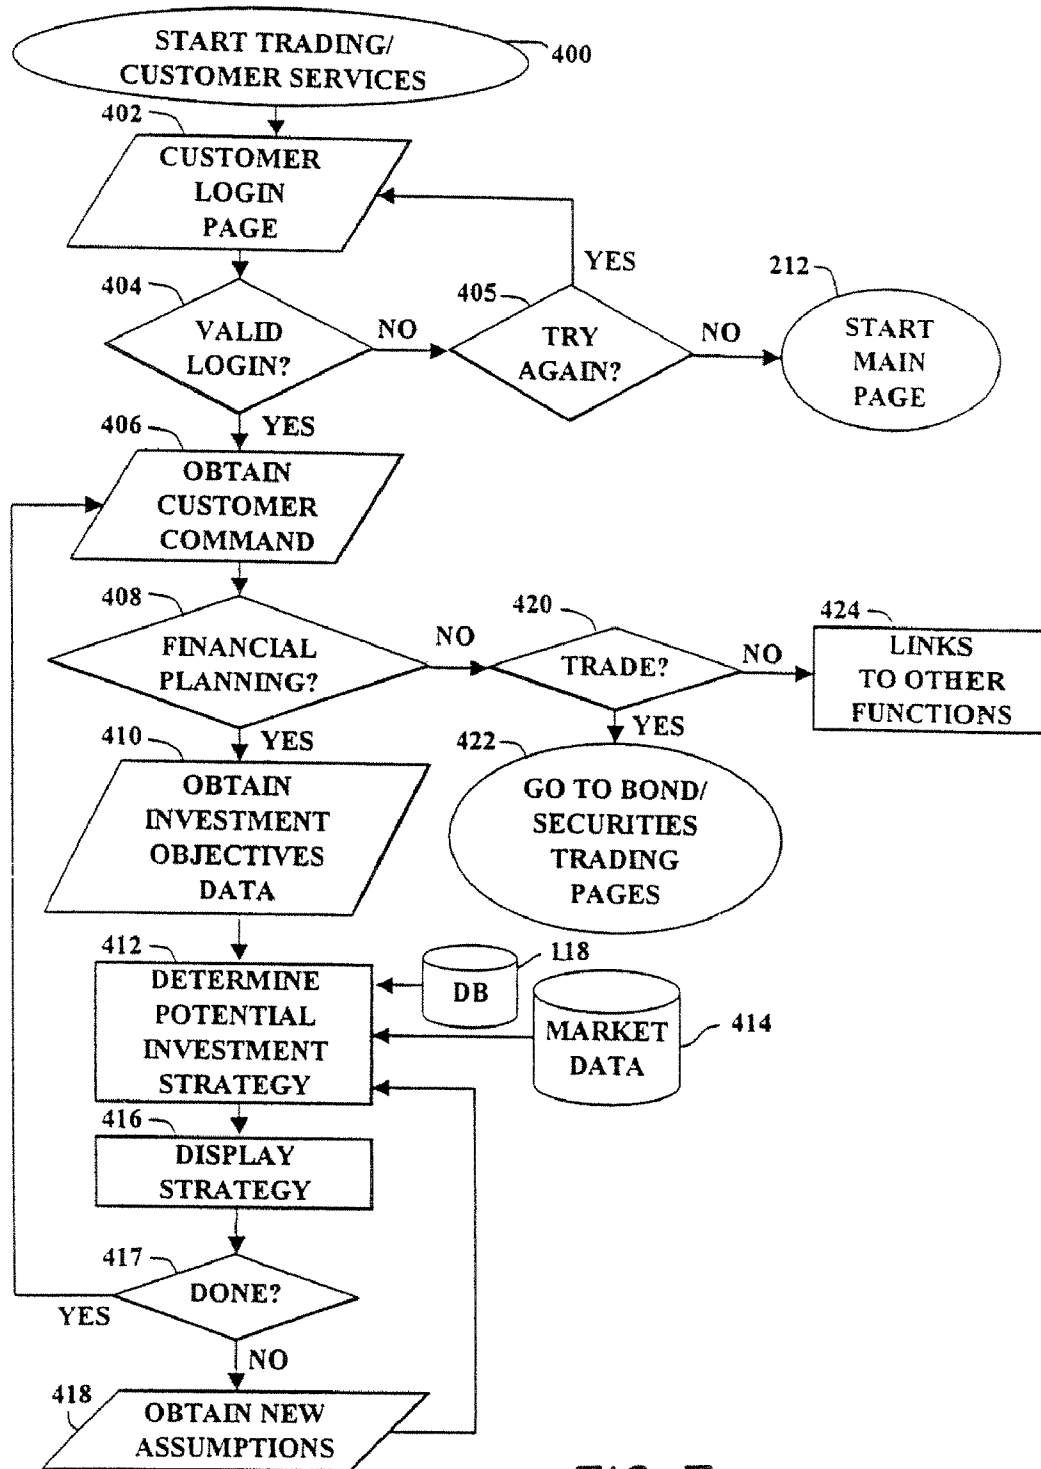 START TRADING/
CUSTOMER SERVICES
400
402
CUSTOMER
LOGIN
PAGE
YES
404
VALID
LOGIN?
NO
405
TRY
AGAIN?
NO
212
START
MAIN
PAGE
YES
406
OBTAIN
CUSTOMER
COMMAND
408
FINANCIAL
PLANNING?
NO
420
TRADE?
NO
424
LINKS
TO OTHER
FUNCTIONS
YES
YES
410
OBTAIN
INVESTMENT
OBJECTIVES
DATA
422
GO TO BOND/
SECURITIES
TRADING
PAGES
412
DETERMINE
POTENTIAL
INVESTMENT
STRATEGY
118
DB
MARKET
DATA
414
416
DISPLAY
STRATEGY
417
DONE?
YES
NO
418
OBTAIN NEW
ASSUMPTIONS